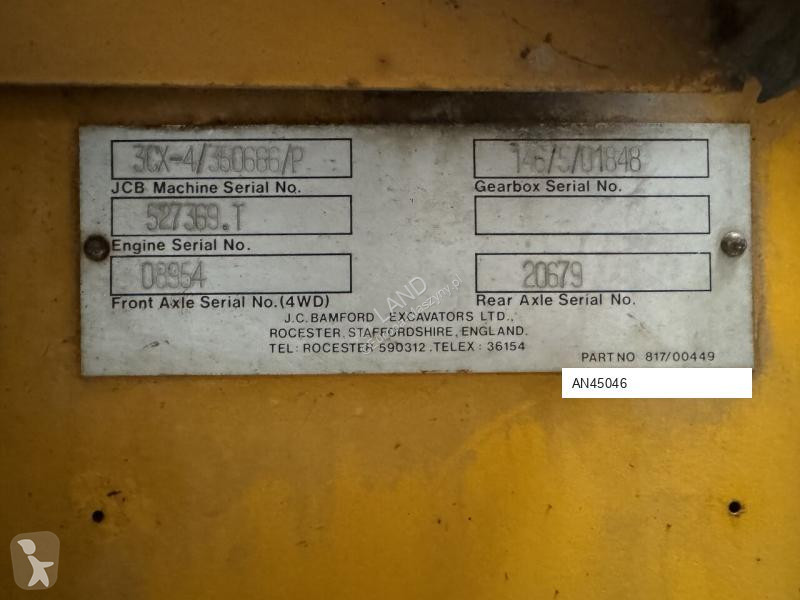 3CX-4/350686/P
JCB Machine Serial No.
146/5/01848
Gearbox Serial No.
527369.T
Engine Serial No.
08954
Front Axle Serial No.(4WD)
20679
Rear Axle Serial No.
J.C.BAMFORD EXCAVATORS LTD.,
ROCESTER, STAFFORDSHIRE, ENGLAND.
TEL: ROCESTER 590312 .TELEX: 36154
PART NO 817/00449
AN45046
LAND